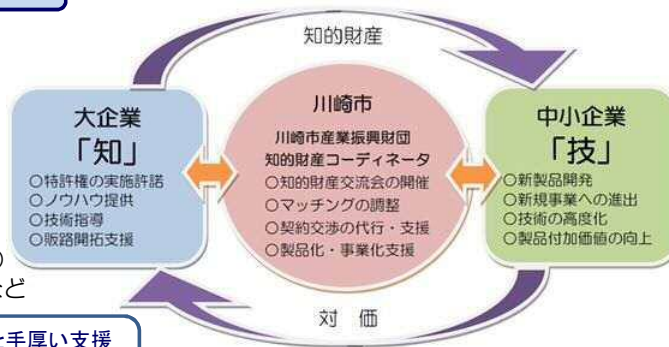 知的財産
大企業
「知」
○特許権の実施許諾
○ノウハウ提供
○技術指導
○販路開拓支援
川崎市
川崎市産業振興財団
知的財産コーディネータ
○知的財産交流会の開催
○マッチングの調整
○契約交渉の代行・支援
○製品化・事業化支援
中小企業
「技」
○新製品開発
○新規事業への進出
○技術の高度化
○製品付加価値の向上
対 価
など
手厚い支援